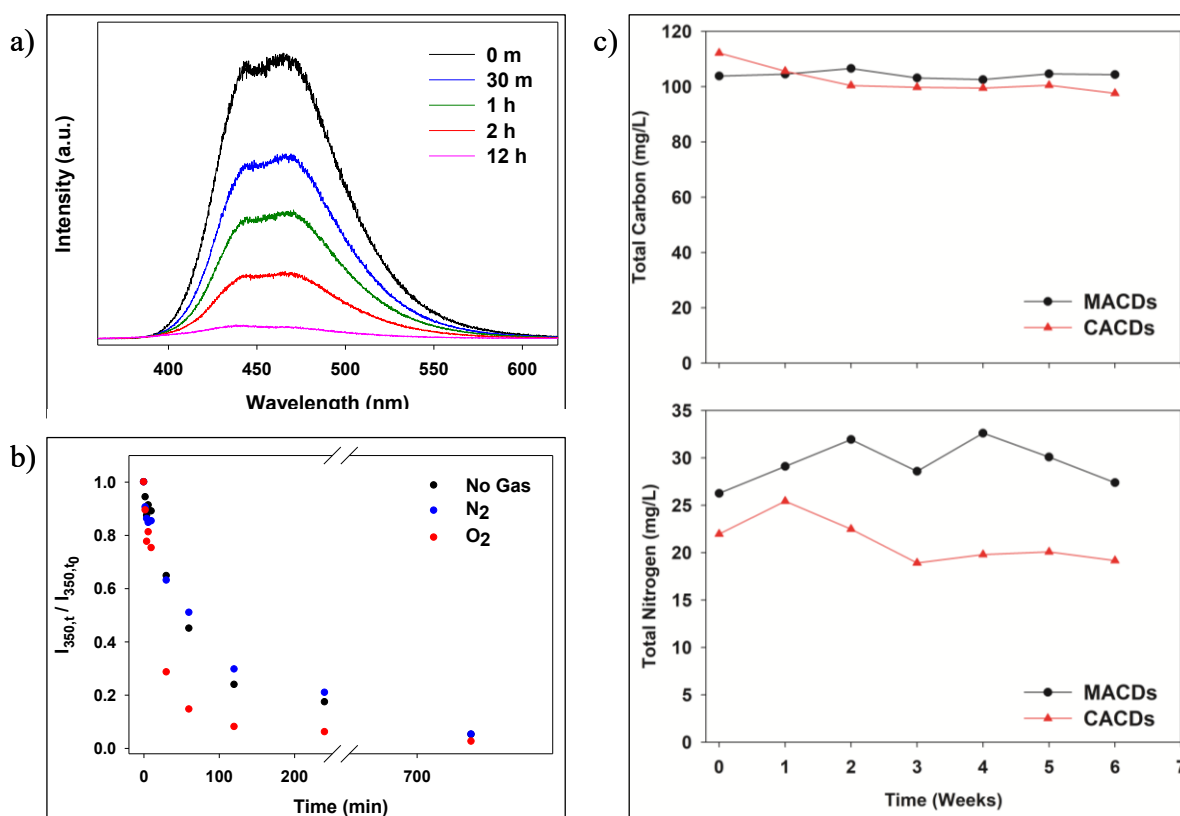 a)
Intensity (a.u.)
0 m
30 m
1 h
2 h
12 h
400 450 500 550 600
Wavelength (nm)
b)
I350,t / I350,t0
1.0
0.8
0.6
0.4
0.2
0.0
No Gas
N2
O2
0 100 200 700
Time (min)
c)
Total Carbon (mg/L)
120
100
80
60
40
20
0
MACDs
CACDs
Total Nitrogen (mg/L)
35
30
25
20
15
10
5
0
MACDs
CACDs
0 1 2 3 4 5 6 7
Time (Weeks)